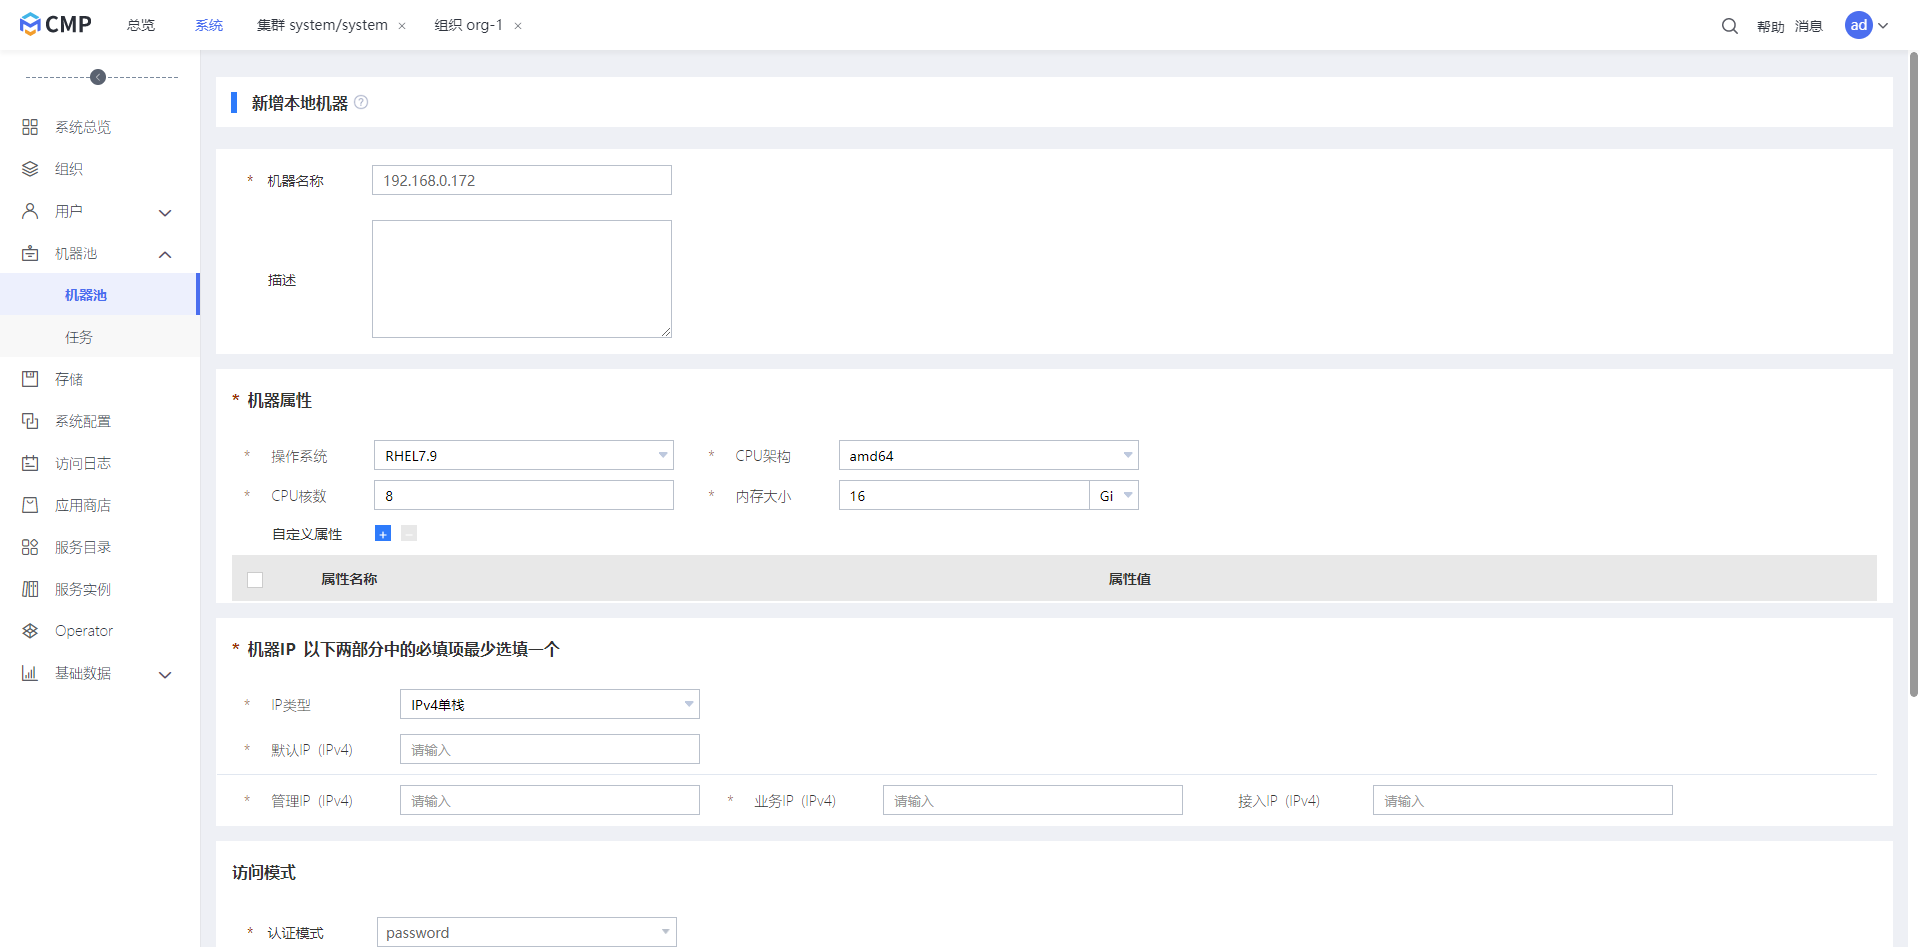 CMP 总览 系统 集群 system/system × 组织 org-1 × 帮助 消息 ad
系统总览
组织
用户
机器池
机器池
任务
存储
系统配置
访问日志
应用商店
服务目录
服务实例
Operator
基础数据
新增本地机器 ?
* 机器名称 192.168.0.172
描述
* 机器属性
* 操作系统 RHEL7.9 * CPU架构 amd64
* CPU核数 8 * 内存大小 16 Gi
自定义属性 + -
属性名称 属性值
* 机器IP 以下两部分中的必填项最少选填一个
* IP类型 IPv4单栈
* 默认IP (IPv4) 请输入
* 管理IP (IPv4) 请输入 * 业务IP (IPv4) 请输入 接入IP (IPv4) 请输入
访问模式
* 认证模式 password